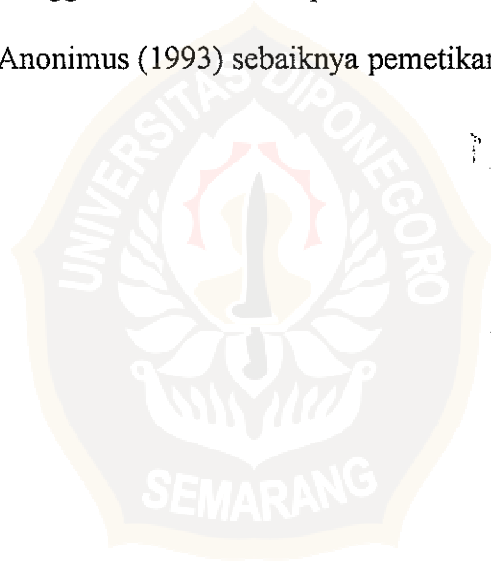 Anonimus (1993) sebaiknya pemetikan
UNIVERSITAS DIPONEGORO
SEMARANG